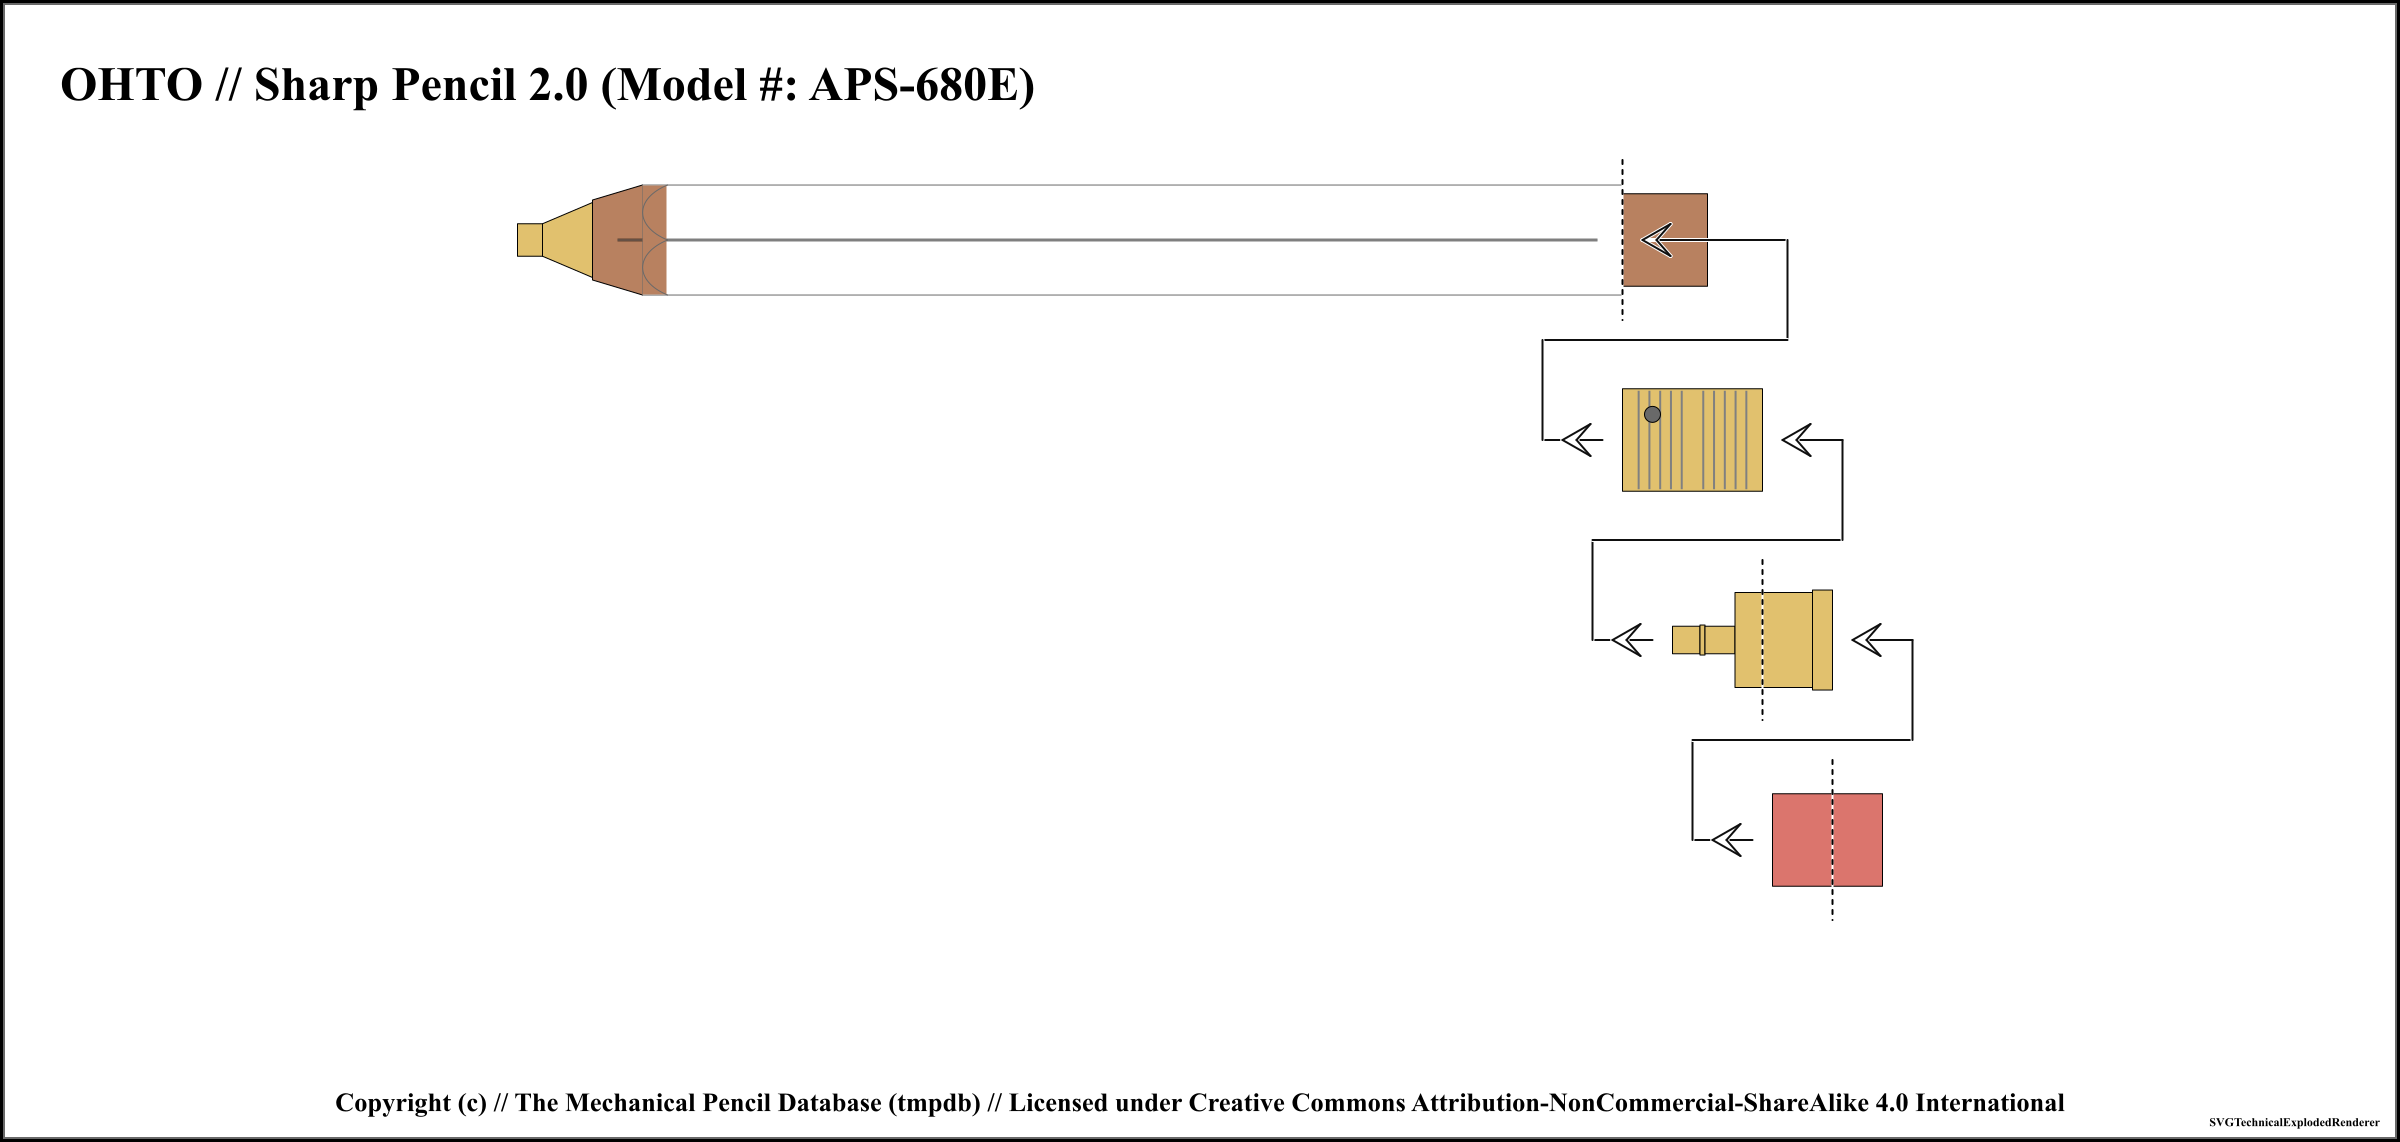 OHTO // Sharp Pencil 2.0 (Model #: APS-680E)
Copyright (c) // The Mechanical Pencil Database (tmpdb) // Licensed under Creative Commons Attribution-NonCommercial-ShareAlike 4.0 International
SVGTechnicalExplodedRenderer